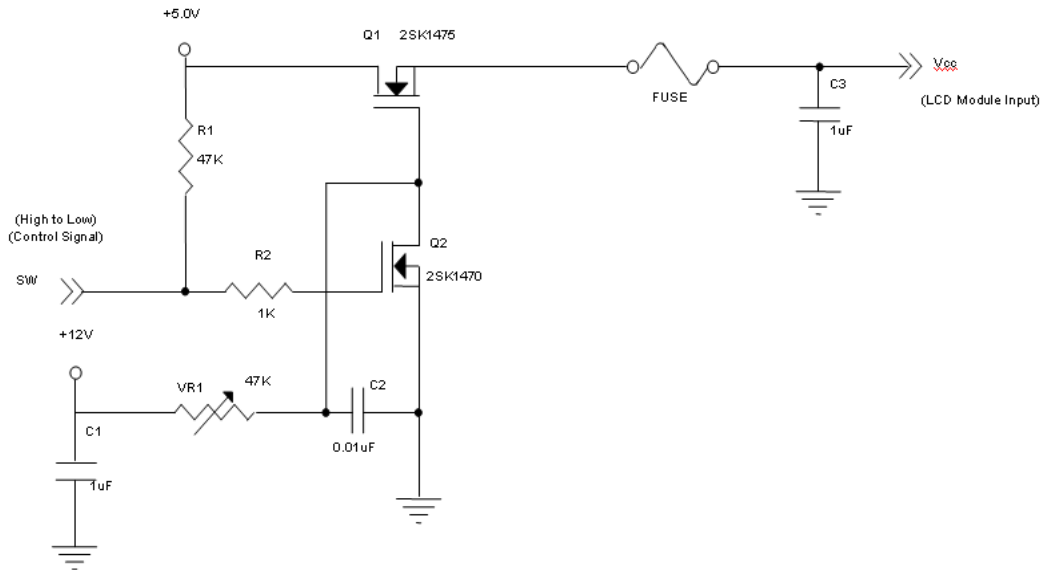 +5.0V
Q1 2SK1475
FUSE
C3
1uF
Vcc
(LCD Module Input)
R1
47K
(High to Low)
(Control Signal)
SW
R2
1K
Q2
2SK1470
+12V
VR1
47K
C2
0.01uF
C1
1uF